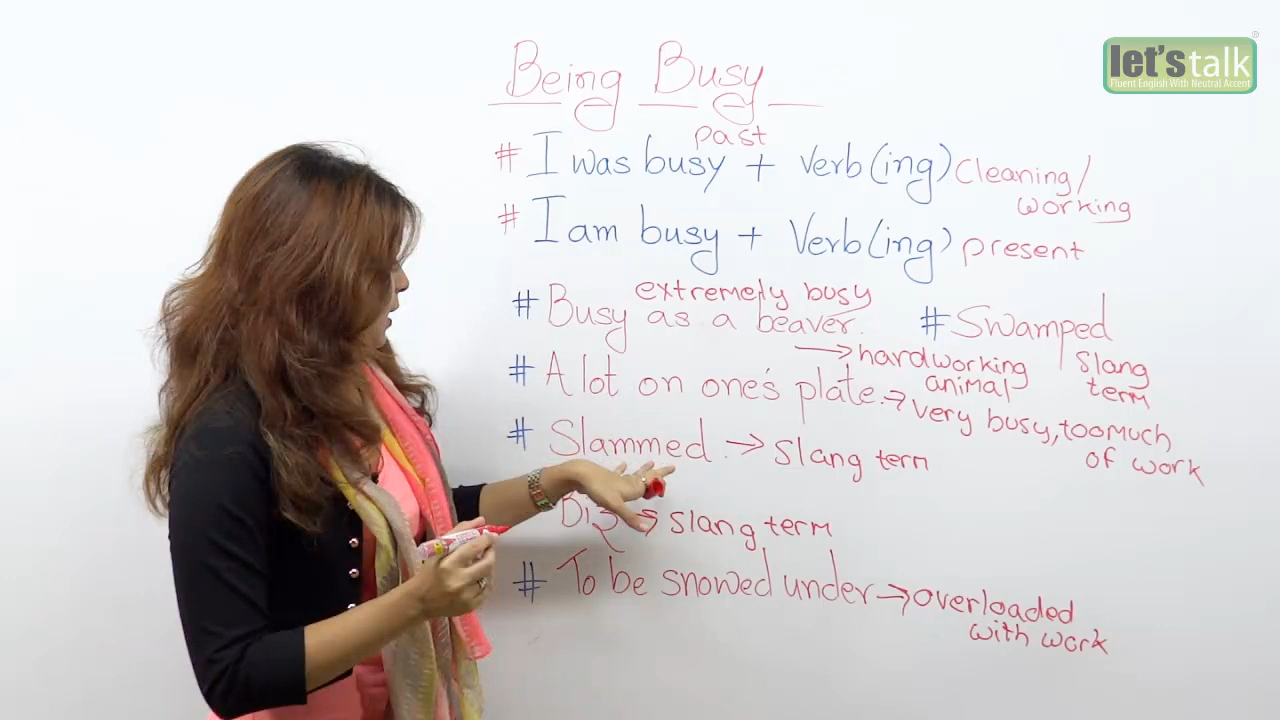 let's talk ®
Fluent English With Neutral Accent
Being Busy
past
# I was busy + verb(ing) cleaning/
working
# I am busy + Verb(ing) present
extremely busy
# Busy as a beaver.
# Swamped
→ hardworking
animal
slang
term
# A lot on one's plate. → very busy, too much
of work
# Slammed → slang term
Biz → slang term
# To be snowed under → overloaded
with work